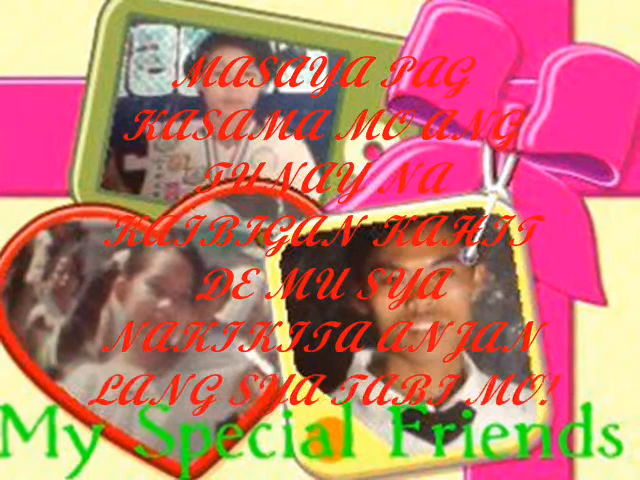 MASAYA PAG
KASAMA MO ANG
TUNAY NA
KAIBIGAN KAHIT
DE MU SYA
NAKIKITA ANJAN
LANG SYA TABI MO!
My Special Friends